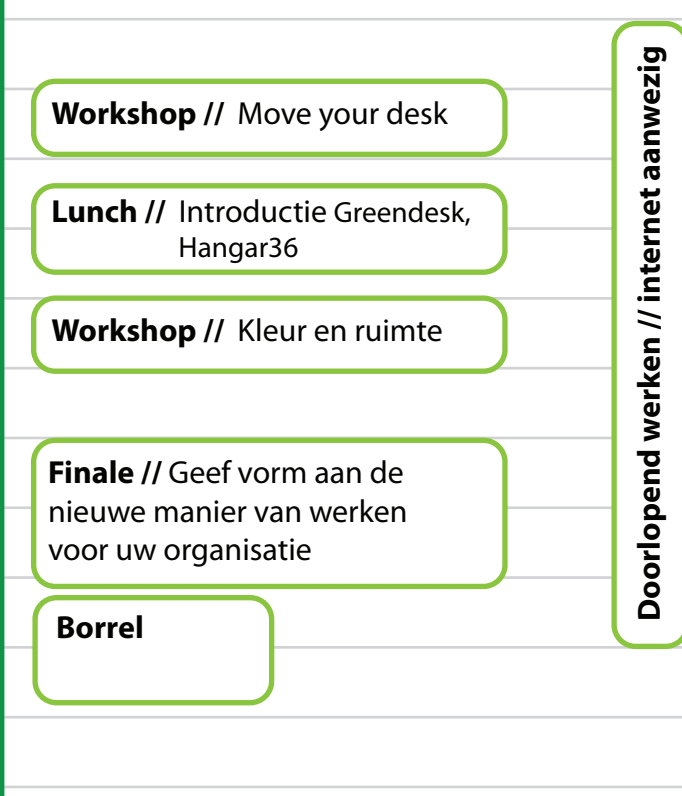 Workshop // Move your desk
Lunch // Introductie Greendesk,
Hangar36
Workshop // Kleur en ruimte
Finale // Geef vorm aan de
nieuwe manier van werken
voor uw organisatie
Borrel
Doorlopend werken // internet aanwezig